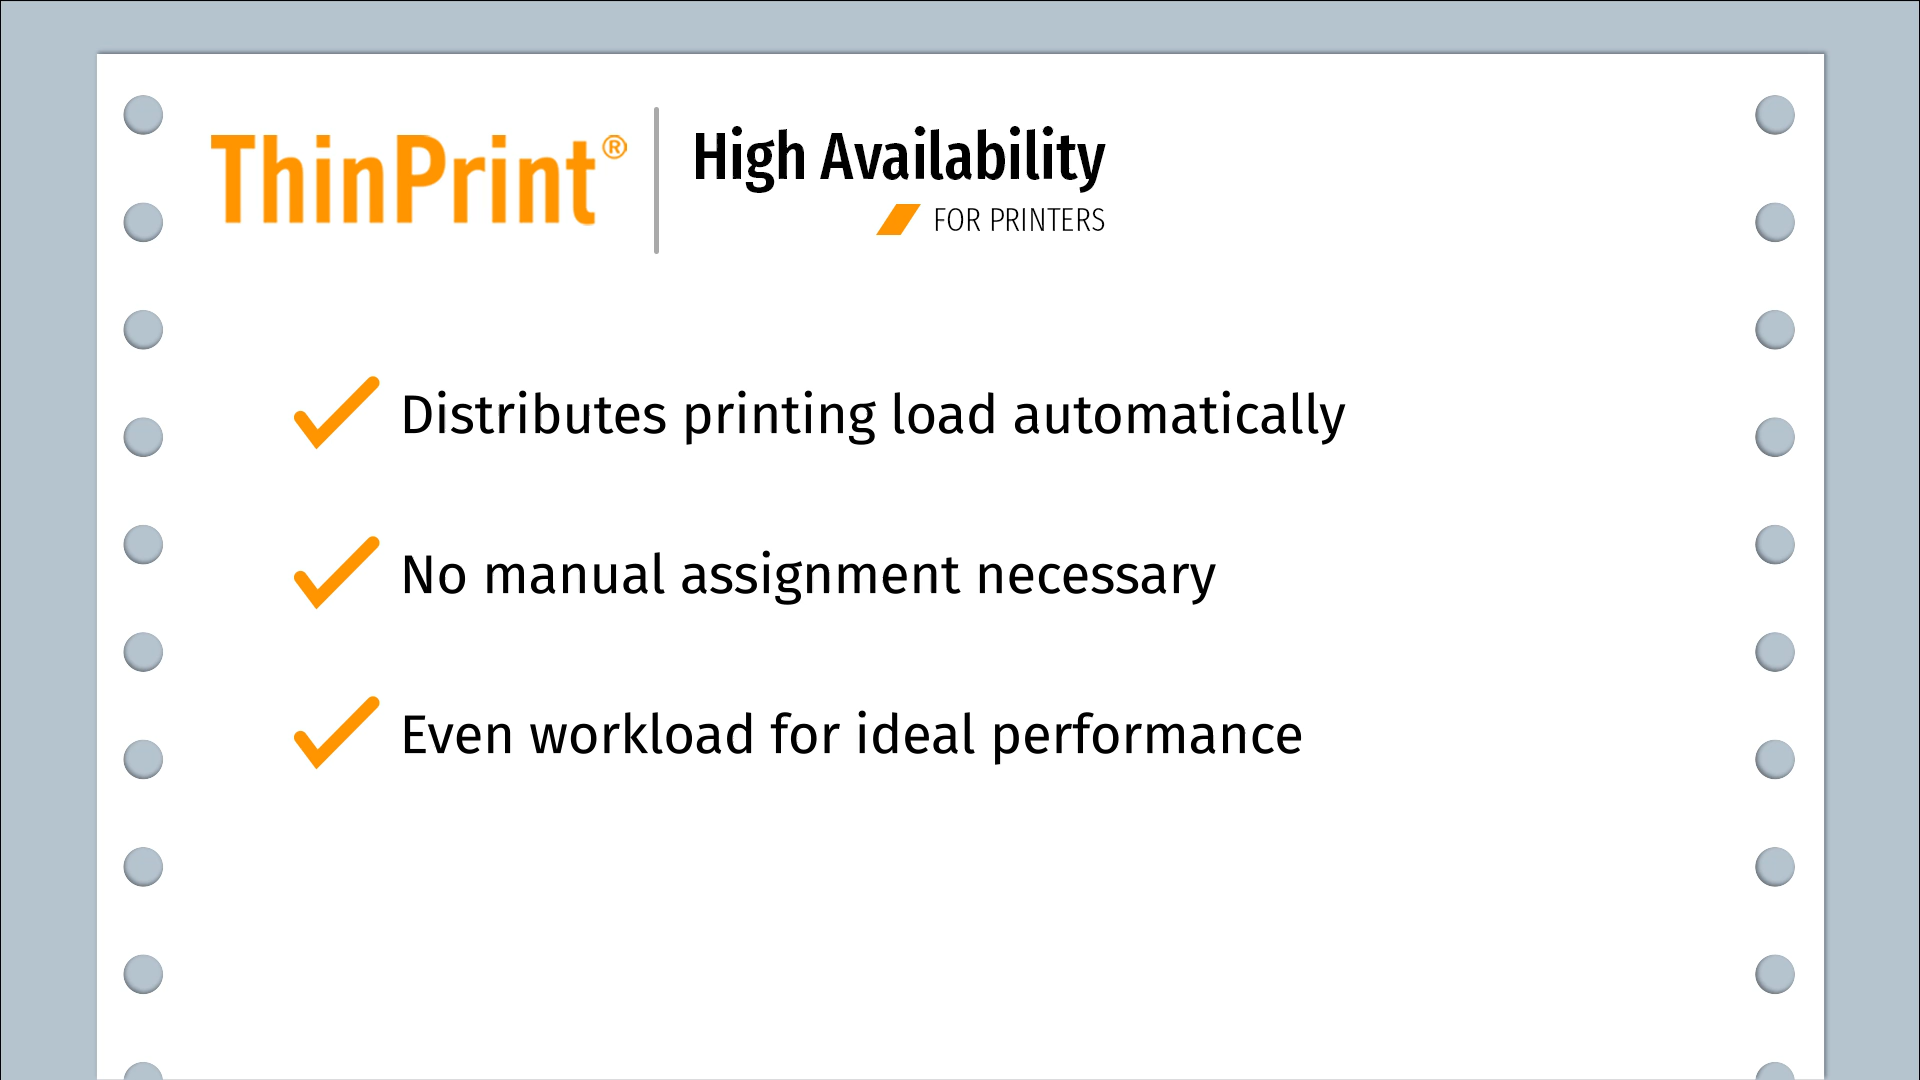 ThinPrint®
High Availability
FOR PRINTERS
Distributes printing load automatically
No manual assignment necessary
Even workload for ideal performance